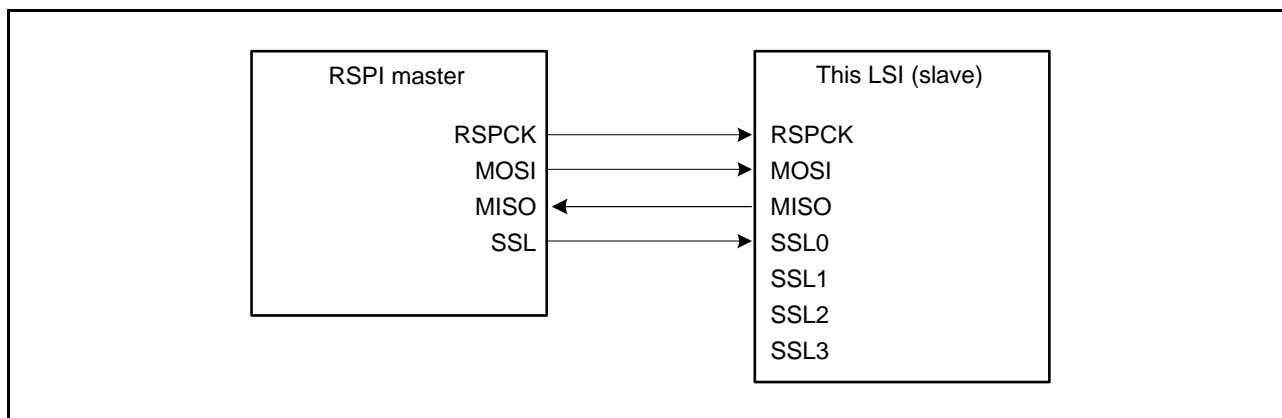 RSPI master
RSPCK
MOSI
MISO
SSL
This LSI (slave)
RSPCK
MOSI
MISO
SSL0
SSL1
SSL2
SSL3